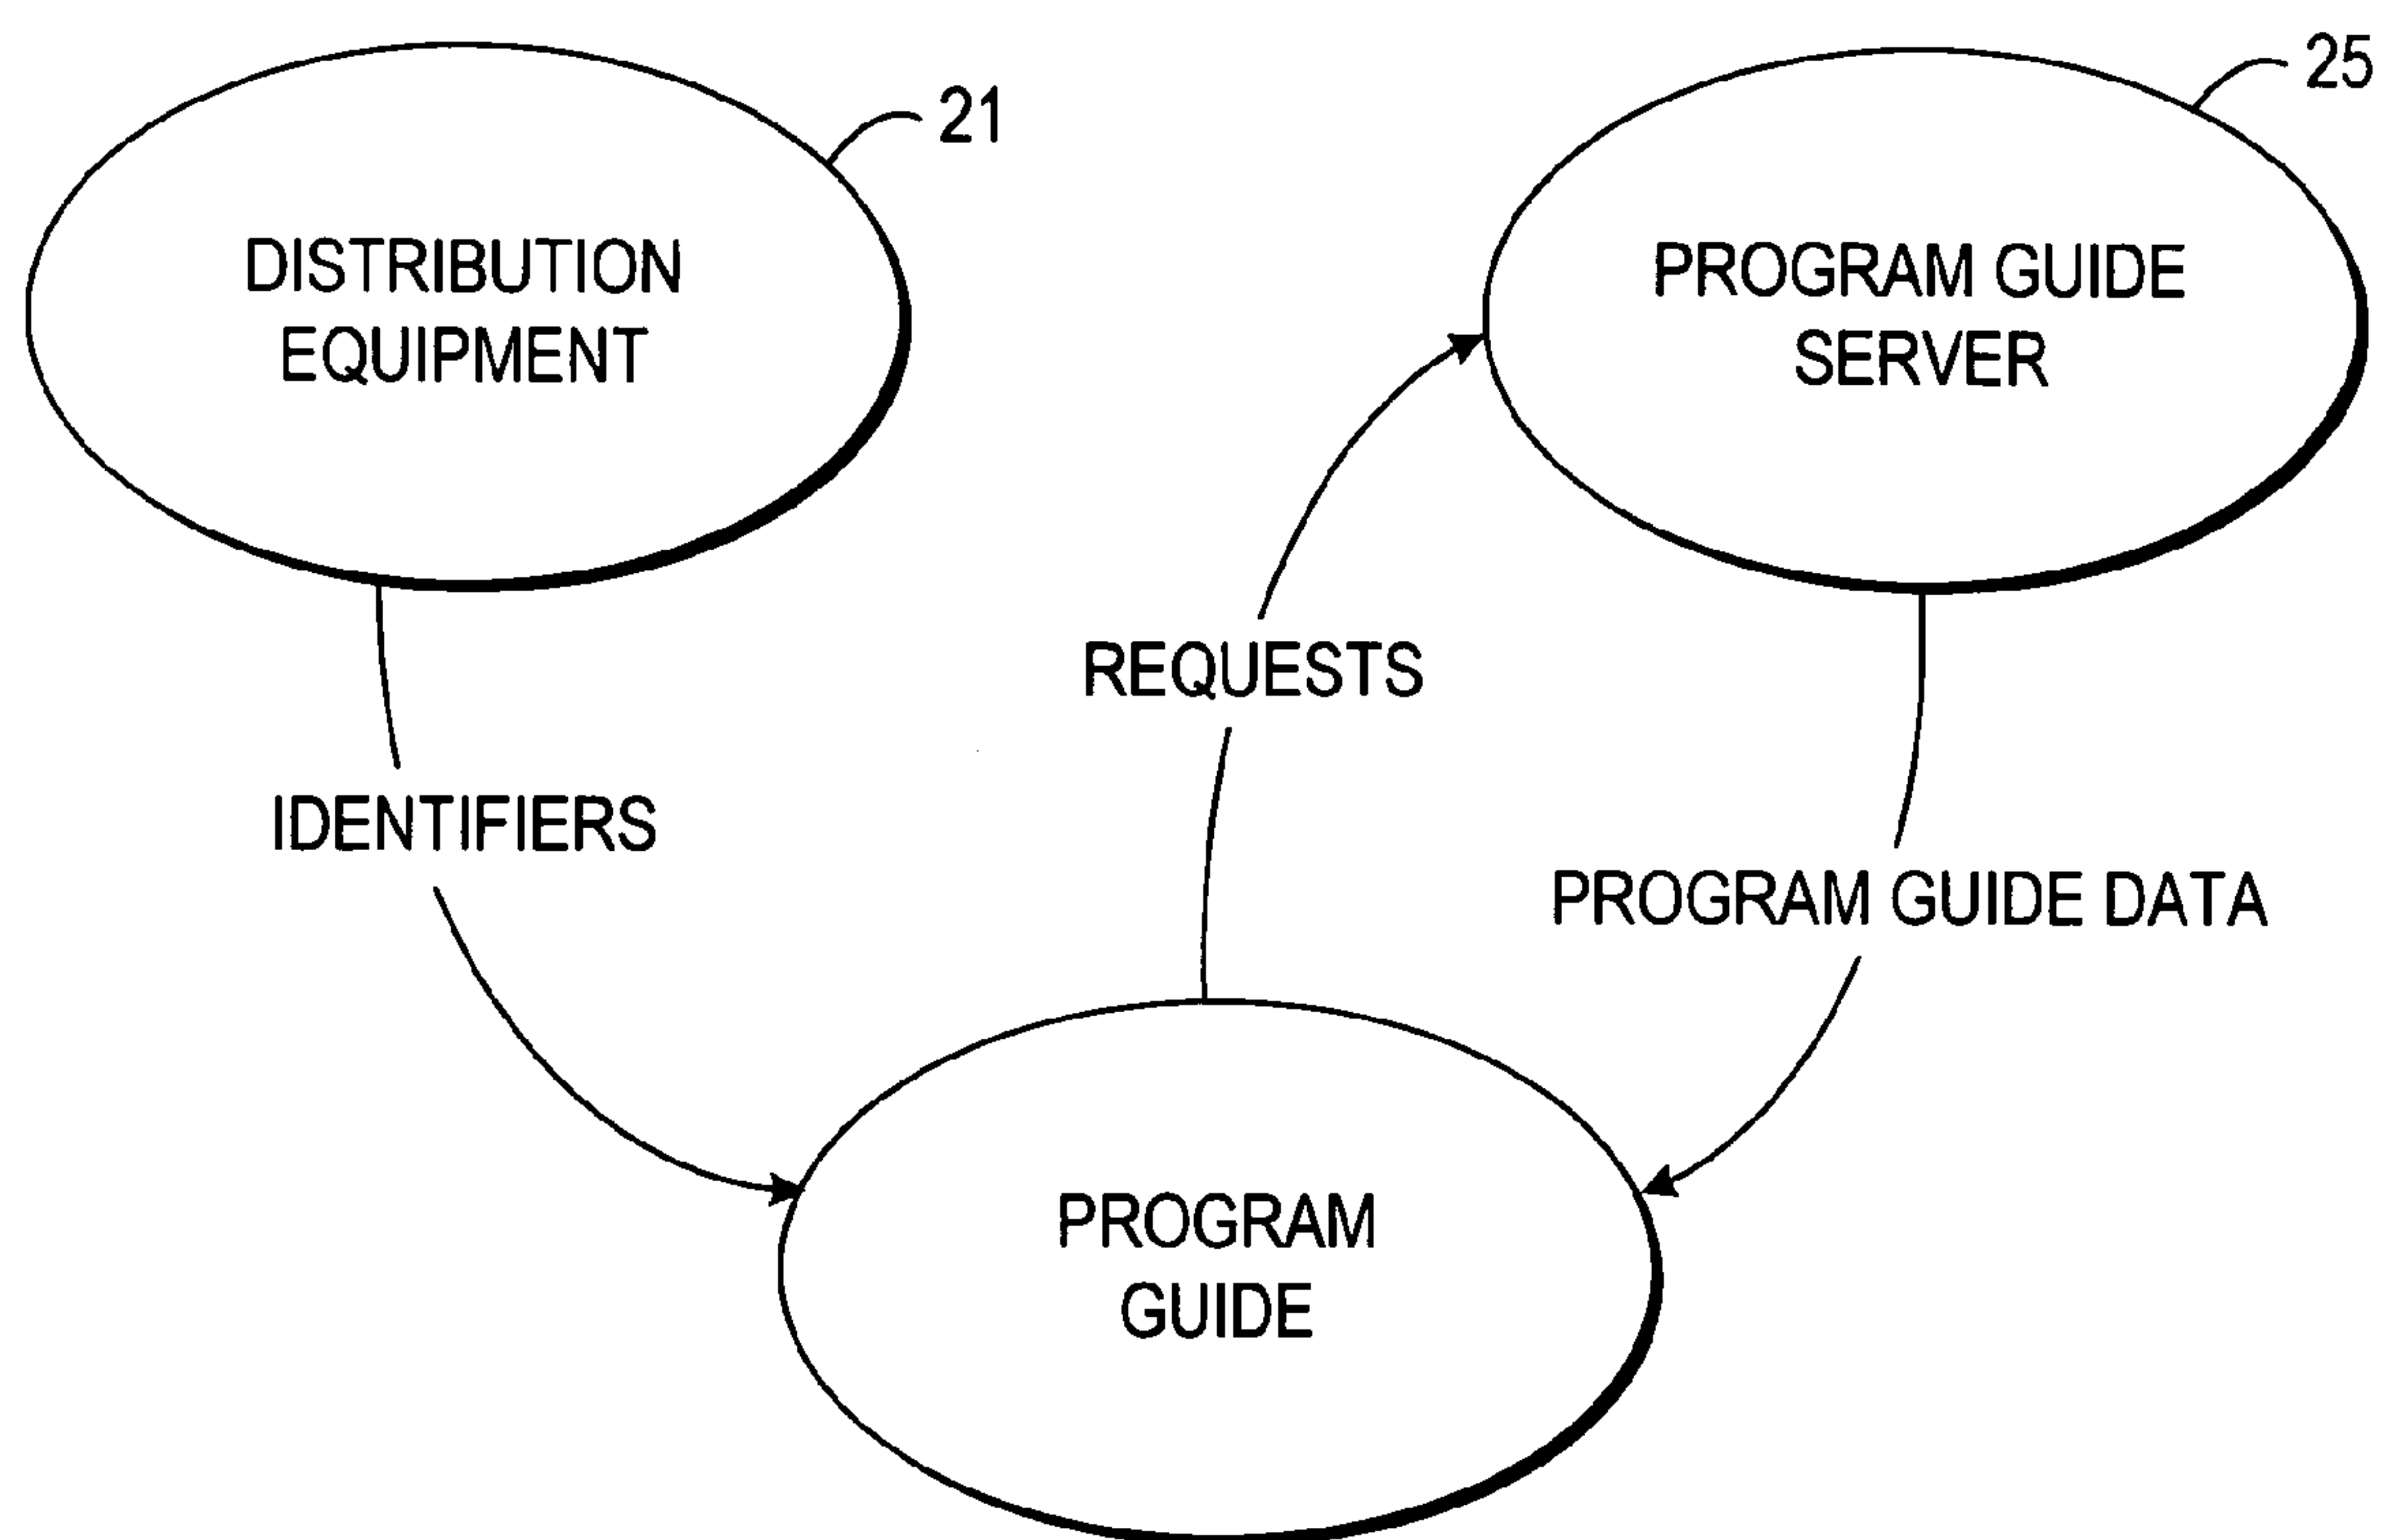 21
25
DISTRIBUTION
EQUIPMENT
PROGRAM GUIDE
SERVER
REQUESTS
IDENTIFIERS
PROGRAM GUIDE DATA
PROGRAM
GUIDE